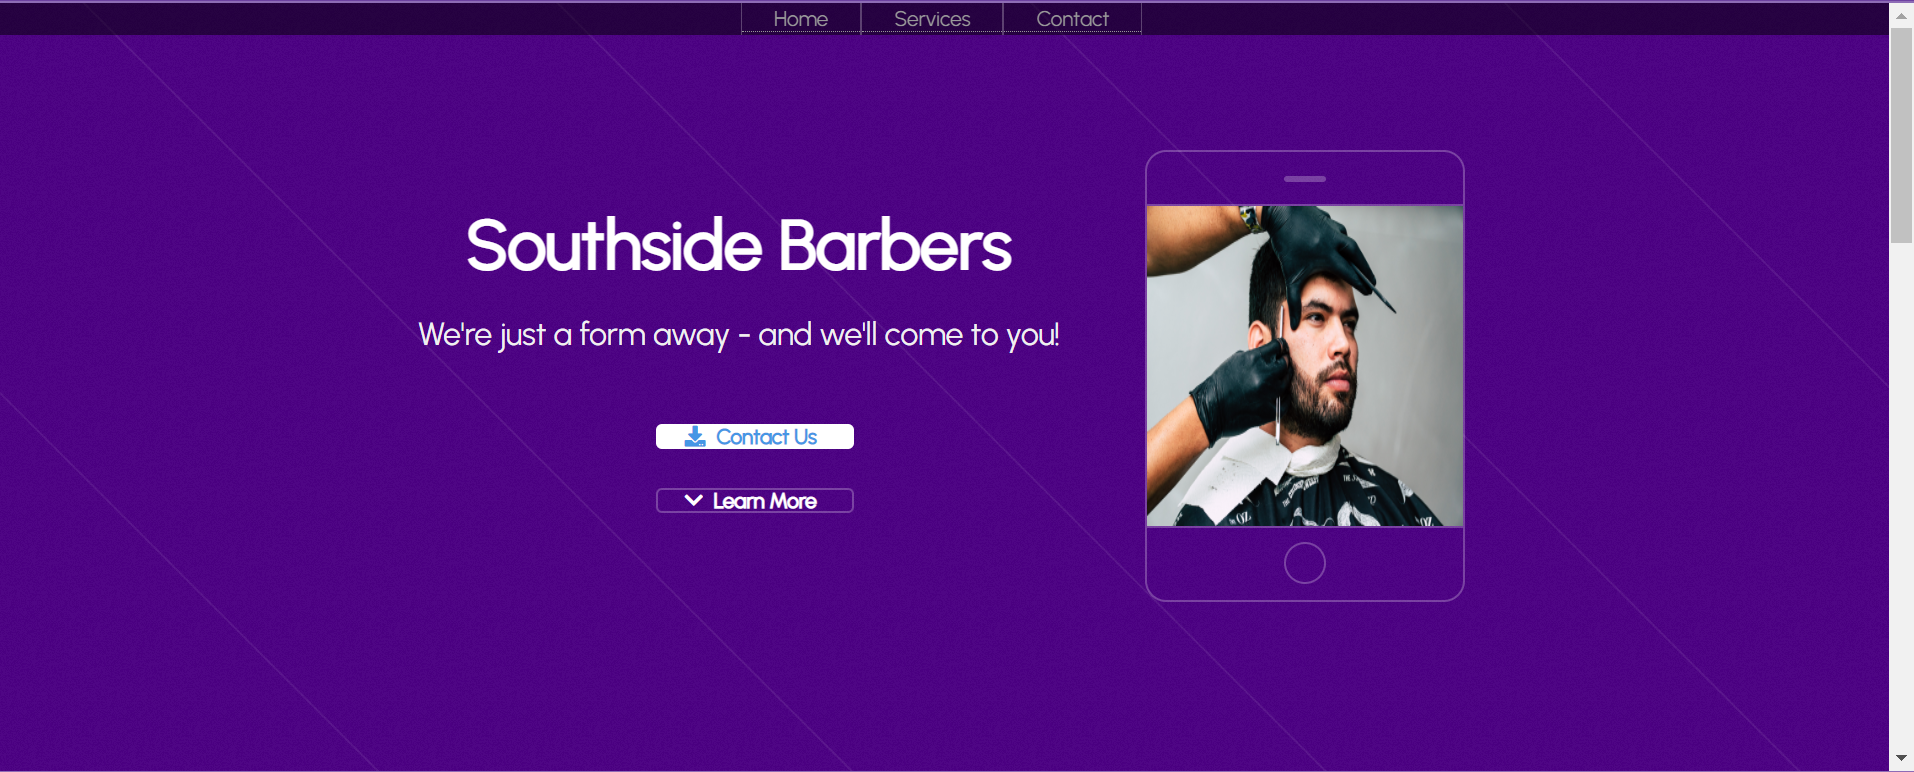 Home Services Contact
Southside Barbers
We're just a form away - and we'll come to you!
Contact Us
Learn More